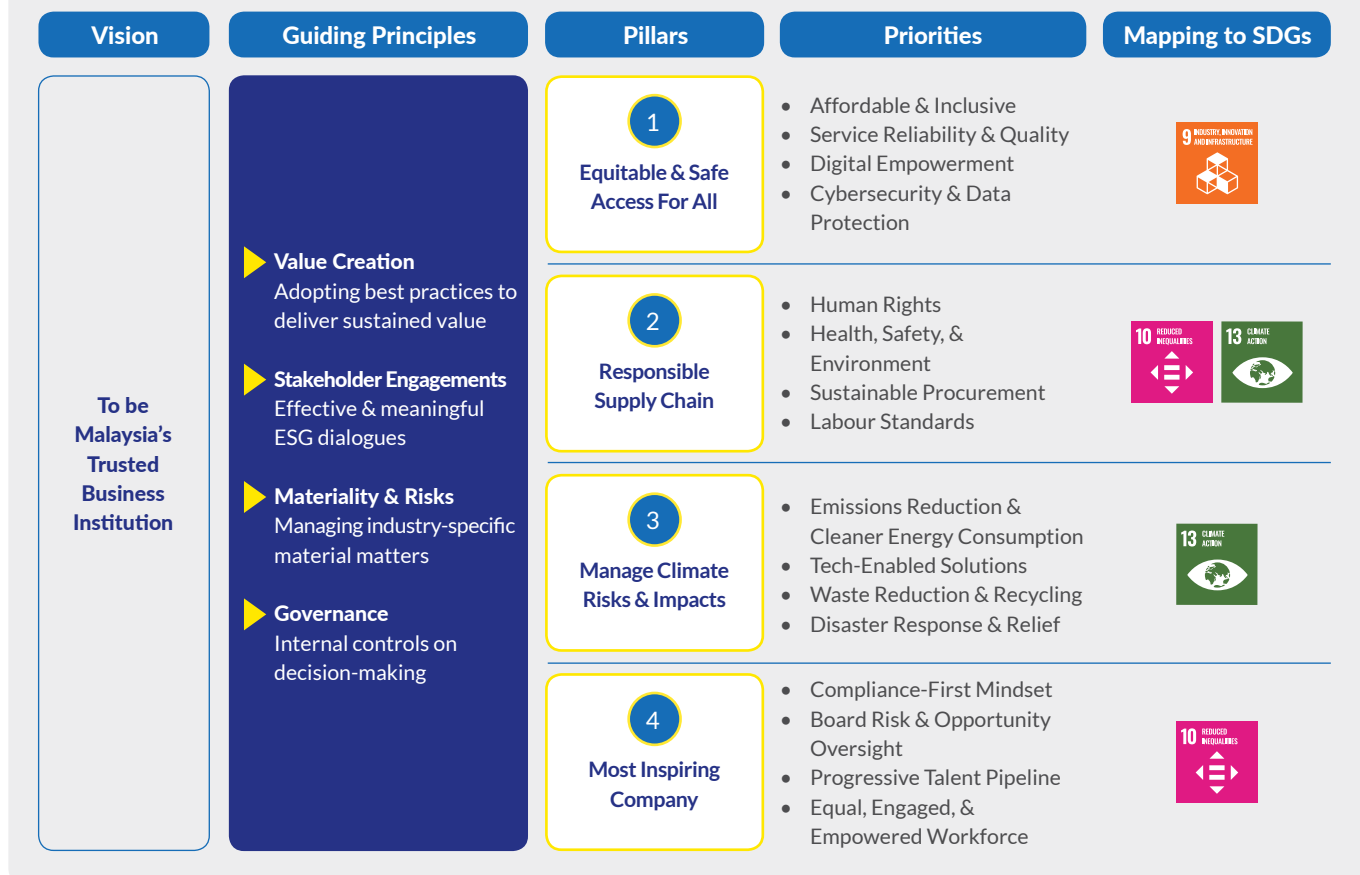 Vision
Guiding Principles
Pillars
Priorities
Mapping to SDGs
To be
Malaysia's
Trusted
Business
Institution
Value Creation
Adopting best practices to
deliver sustained value
Stakeholder Engagements
Effective & meaningful
ESG dialogues
Materiality & Risks
Managing industry-specific
material matters
Governance
Internal controls on
decision-making
1
Equitable & Safe
Access For All
• Affordable & Inclusive
• Service Reliability & Quality
• Digital Empowerment
• Cybersecurity & Data
Protection
9 INDUSTRY, INNOVATION
AND INFRASTRUCTURE
2
Responsible
Supply Chain
• Human Rights
• Health, Safety, &
Environment
• Sustainable Procurement
• Labour Standards
10 REDUCED
INEQUALITIES
13 CLIMATE
ACTION
3
Manage Climate
Risks & Impacts
• Emissions Reduction &
Cleaner Energy Consumption
• Tech-Enabled Solutions
• Waste Reduction & Recycling
• Disaster Response & Relief
13 CLIMATE
ACTION
4
Most Inspiring
Company
• Compliance-First Mindset
• Board Risk & Opportunity
Oversight
• Progressive Talent Pipeline
• Equal, Engaged, &
Empowered Workforce
10 REDUCED
INEQUALITIES